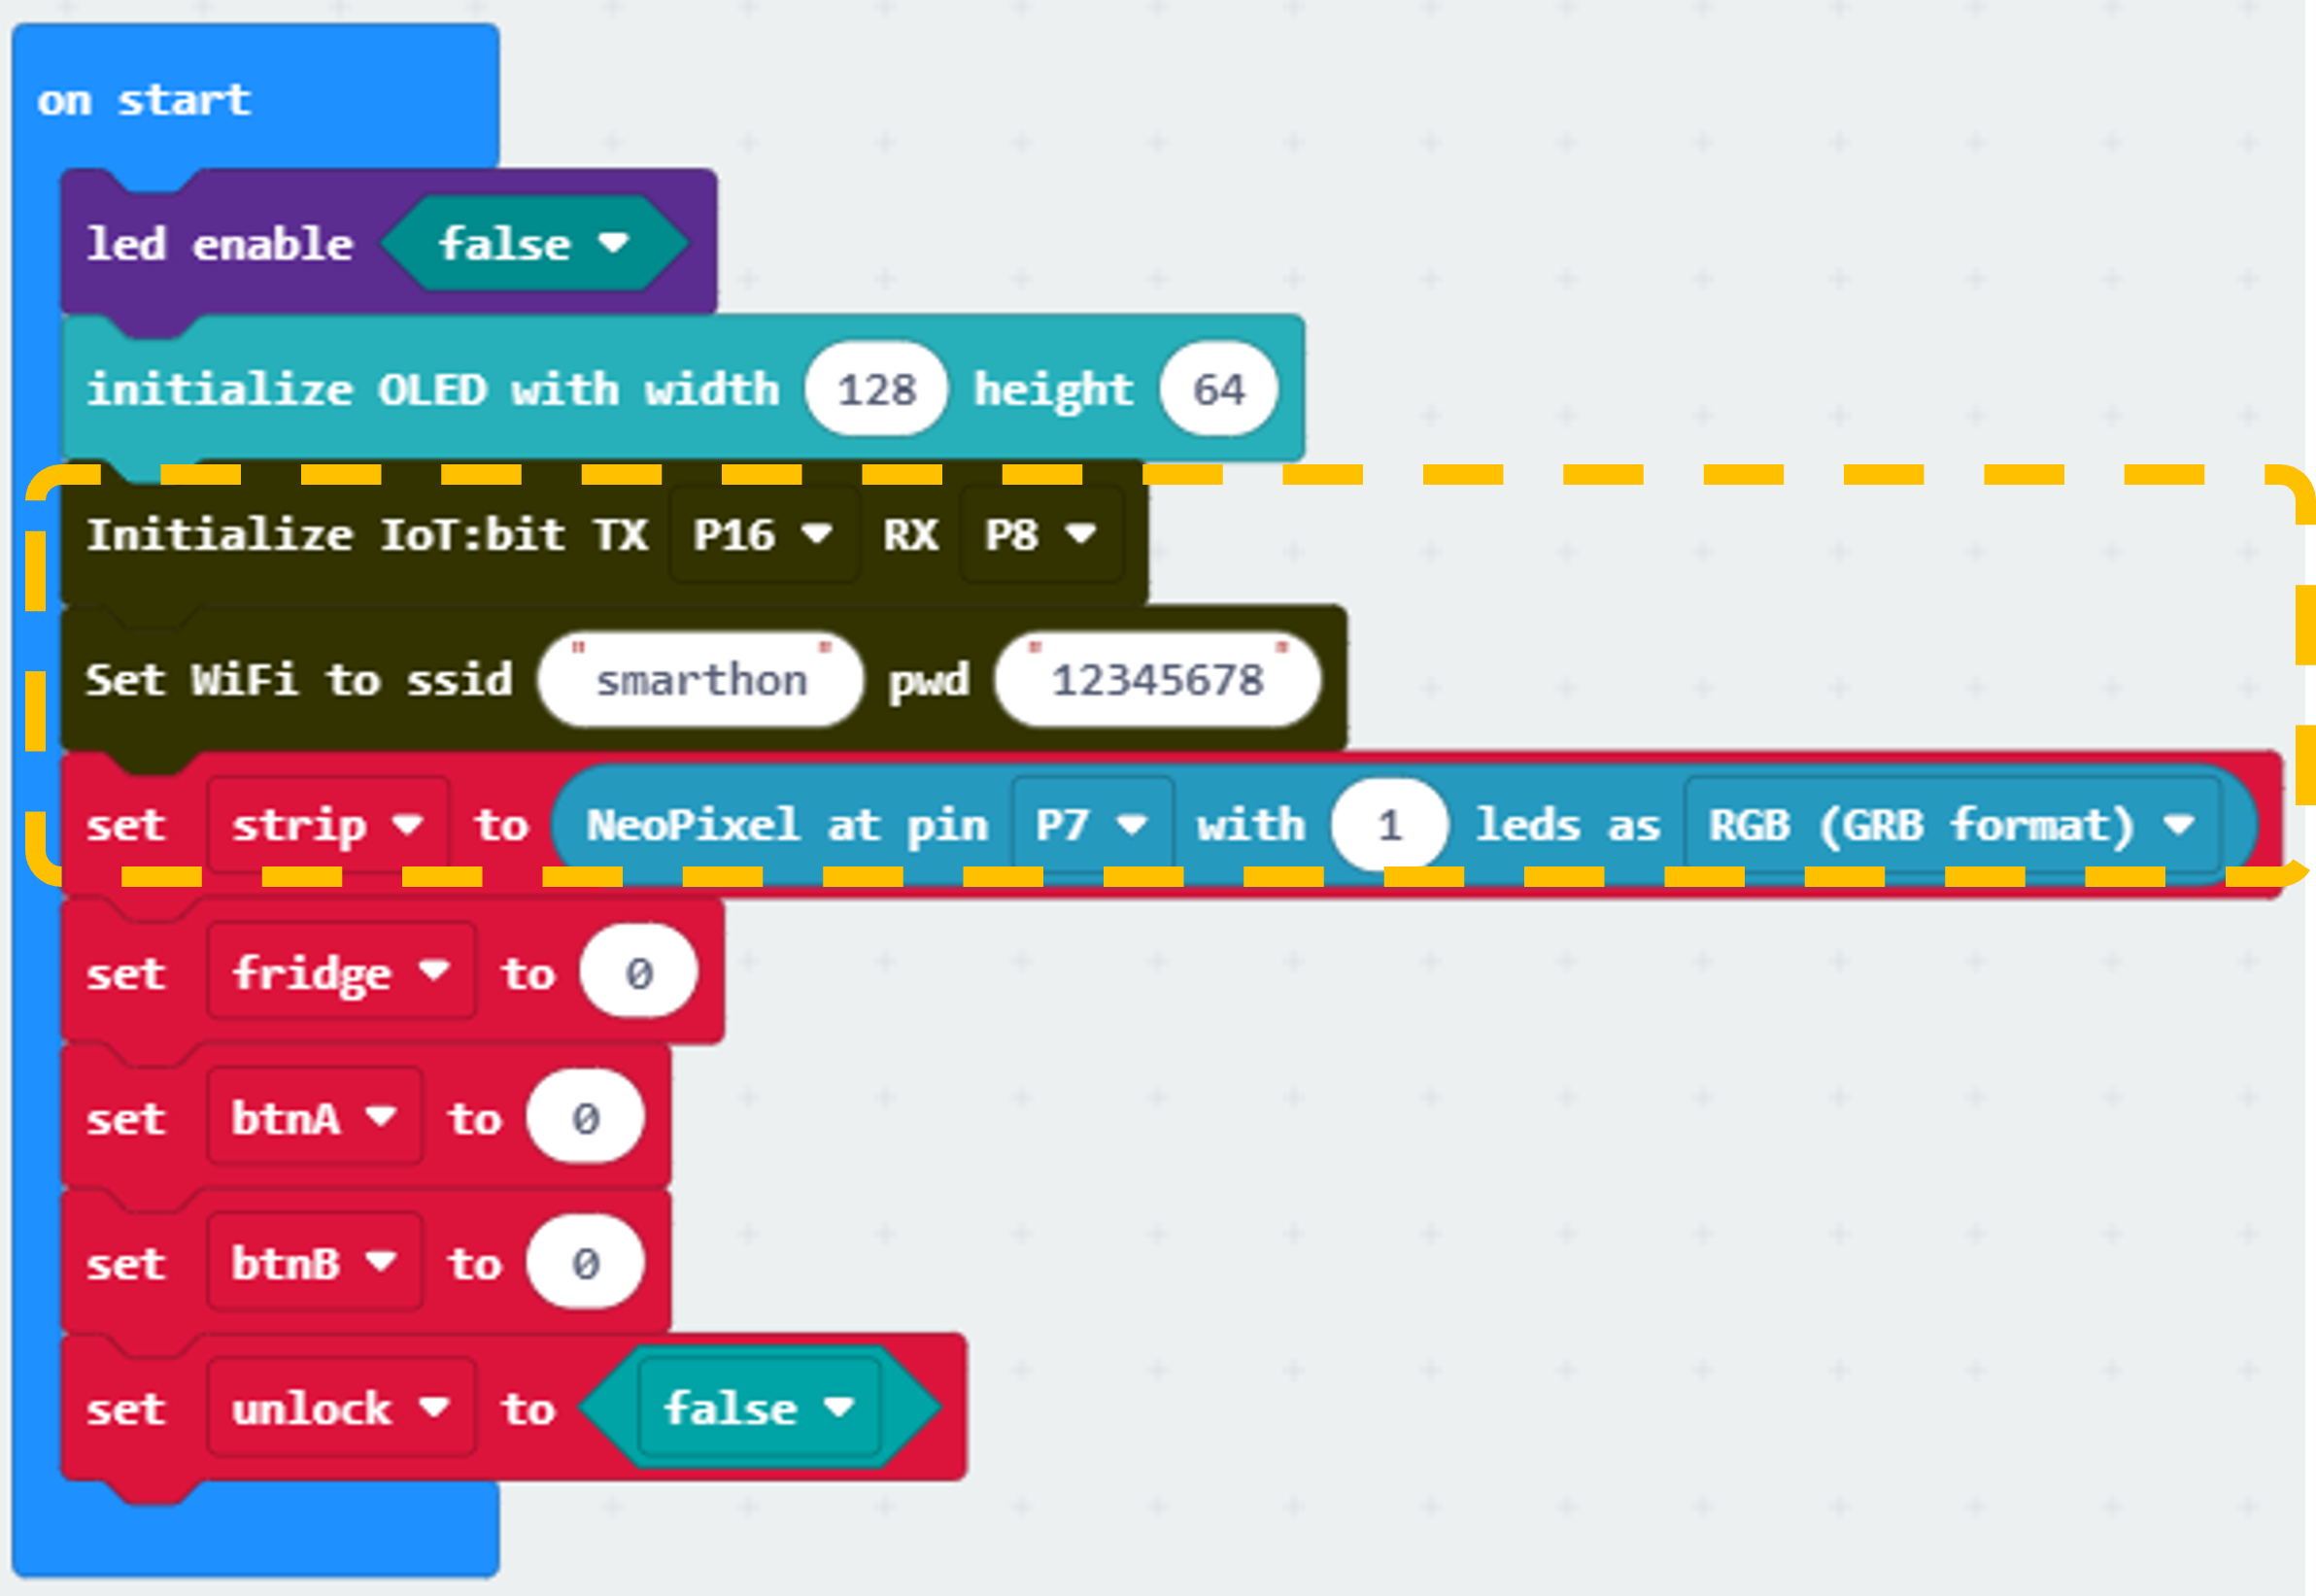 on start
led enable false
initialize OLED with width 128 height 64
Initialize IoT:bit TX P16 RX P8
Set WiFi to ssid "smarthon" pwd "12345678"
set strip to NeoPixel at pin P7 with 1 leds as RGB (GRB format)
set fridge to 0
set btnA to 0
set btnB to 0
set unlock to false